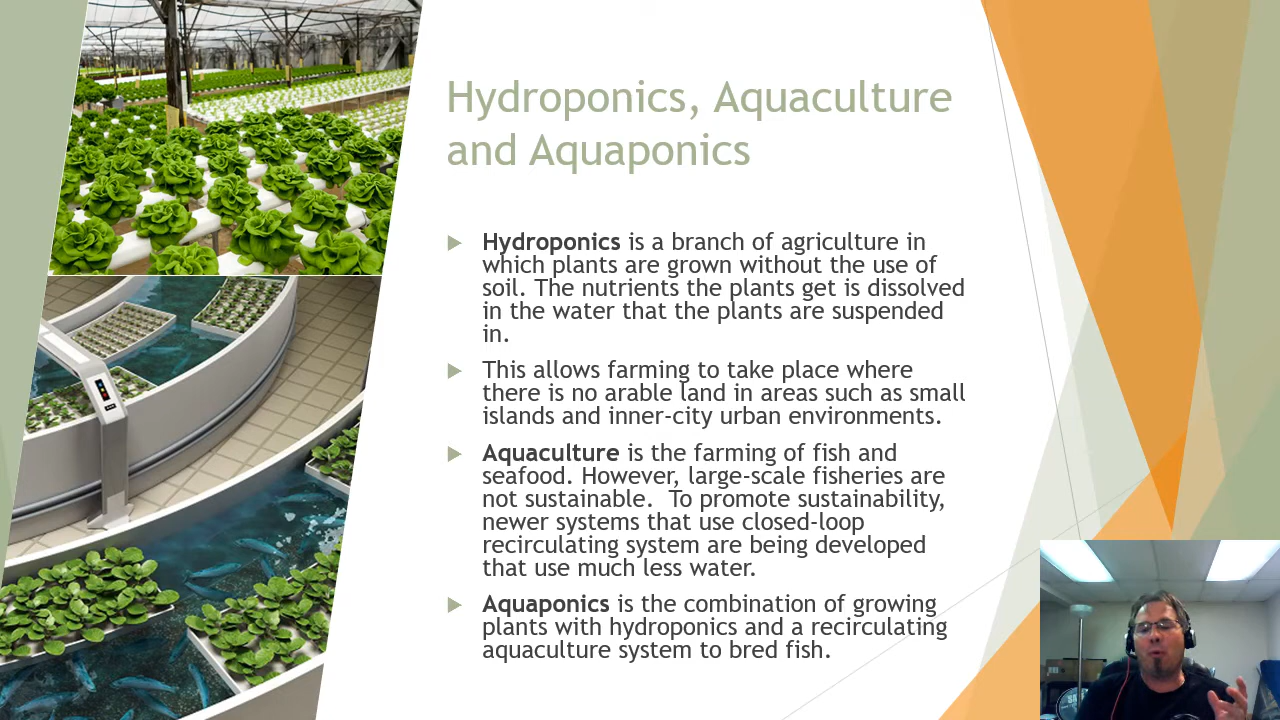 Hydroponics, Aquaculture
and Aquaponics
Hydroponics is a branch of agriculture in
which plants are grown without the use of
soil. The nutrients the plants get is dissolved
in the water that the plants are suspended
in.
This allows farming to take place where
there is no arable land in areas such as small
islands and inner-city urban environments.
Aquaculture is the farming of fish and
seafood. However, large-scale fisheries are
not sustainable.  To promote sustainability,
newer systems that use closed-loop
recirculating system are being developed
that use much less water.
Aquaponics is the combination of growing
plants with hydroponics and a recirculating
aquaculture system to bred fish.